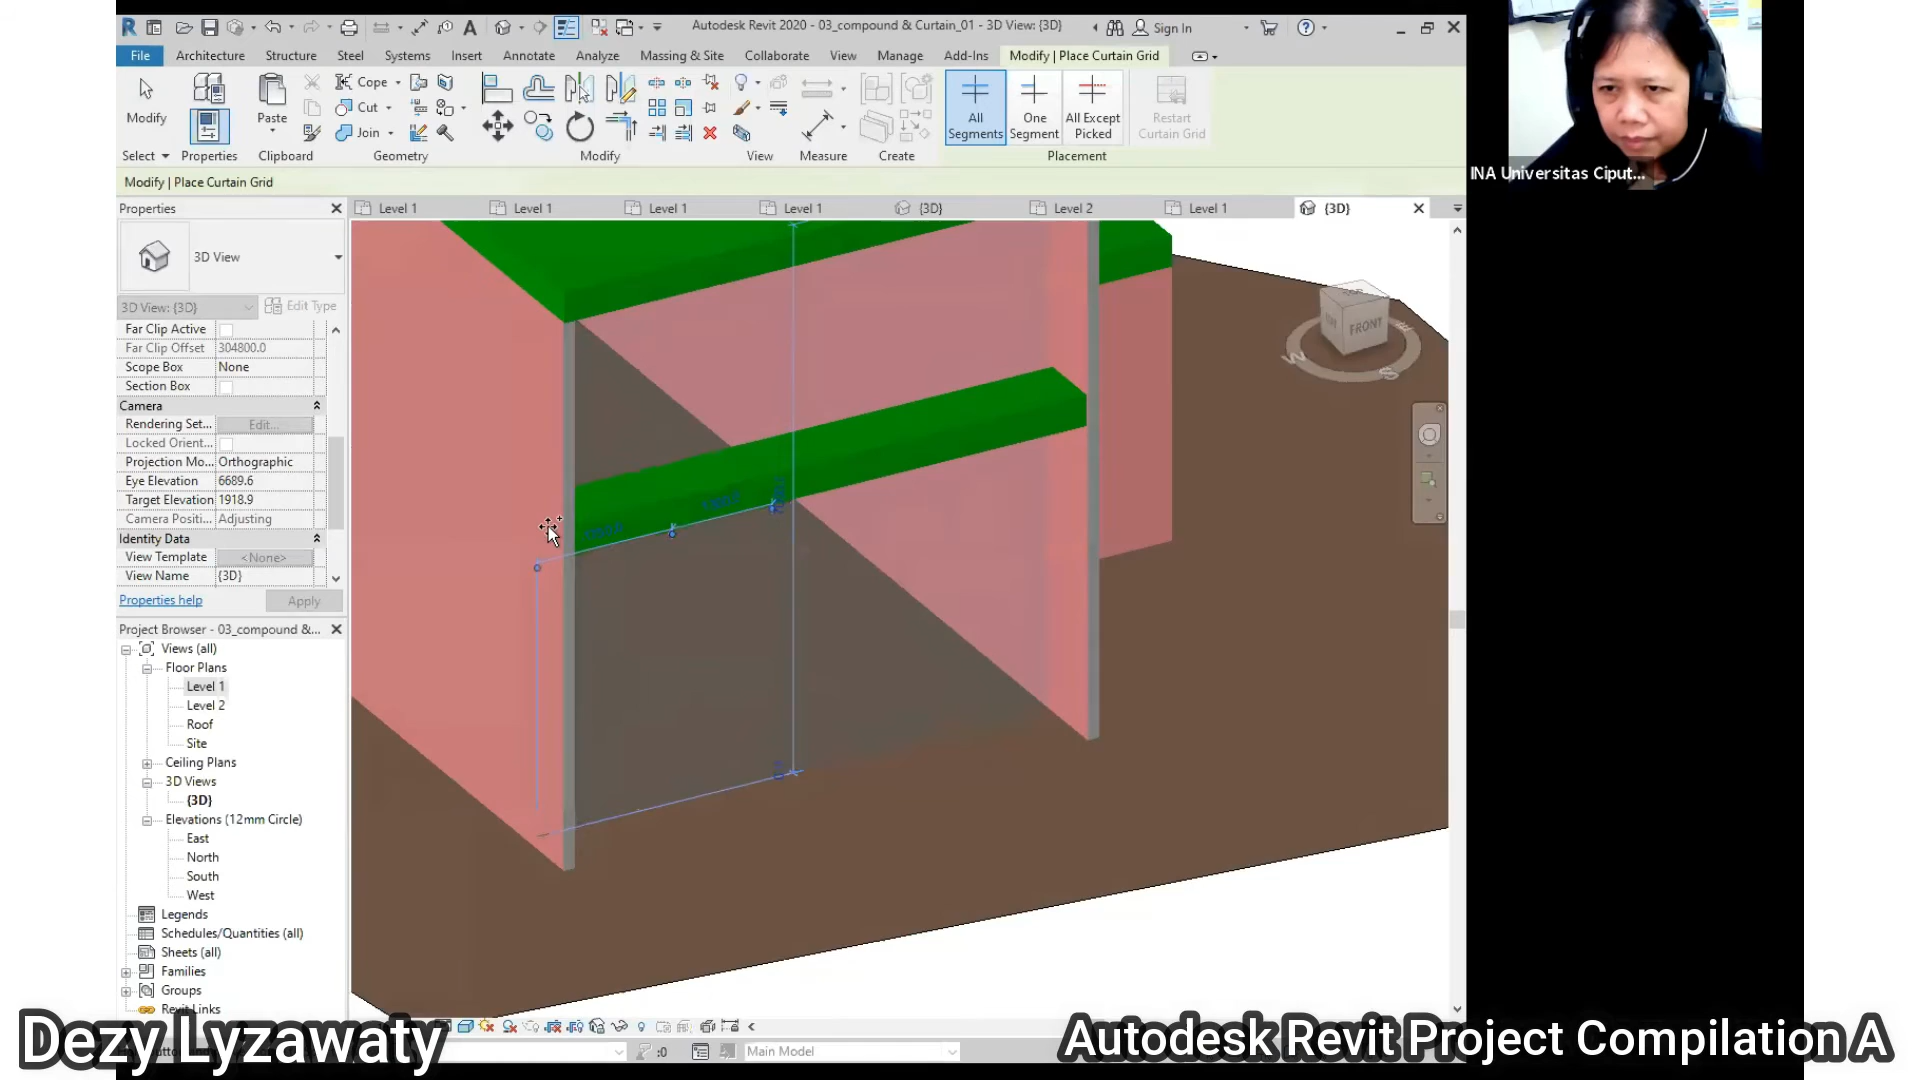 Autodesk Revit 2020 - 03_compound & Curtain_01 - 3D View: {3D}
Sign In
File Architecture Structure Steel Systems Insert Annotate Analyze Massing & Site Collaborate View Manage Add-Ins Modify | Place Curtain Grid
Modify Paste Cope Cut Join All Segments One Segment All Except Picked Restart Curtain Grid
Select Properties Clipboard Geometry Modify View Measure Create Placement
Modify | Place Curtain Grid
INA Universitas Ciput...
Properties
Level 1 Level 1 Level 1 Level 1 {3D} Level 2 Level 1 {3D}
3D View
3D View: {3D} Edit Type
Far Clip Active
Far Clip Offset 304800.0
Scope Box None
Section Box
Camera
Rendering Set... Edit...
Locked Orient...
Projection Mo... Orthographic
Eye Elevation 6689.6
Target Elevation 1918.9
Camera Positi... Adjusting
Identity Data
View Template <None>
View Name {3D}
Properties help Apply
Project Browser - 03_compound &...
Views (all)
Floor Plans
Level 1
Level 2
Roof
Site
Ceiling Plans
3D Views
{3D}
Elevations (12mm Circle)
East
North
South
West
Legends
Schedules/Quantities (all)
Sheets (all)
Families
Groups
Revit Links
FRONT
W
S
:0 Main Model
Dezy Lyzawaty
Autodesk Revit Project Compilation A